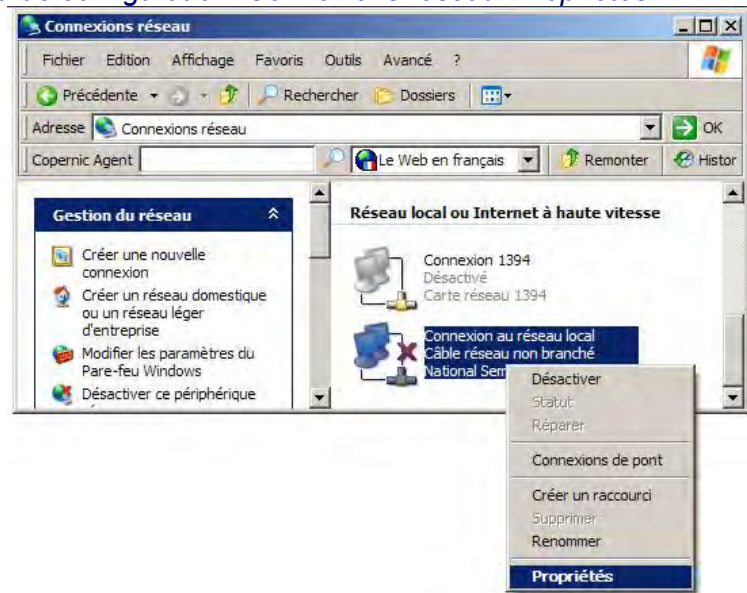 Connexions réseau
Fichier Edition Affichage Favoris Outils Avancé ?
Précédente Rechercher Dossiers
Adresse Connexions réseau OK
Copernic Agent Le Web en français Remonter Histor
Gestion du réseau
Créer une nouvelle
connexion
Créer un réseau domestique
ou un réseau léger
d'entreprise
Modifier les paramètres du
Pare-feu Windows
Désactiver ce périphérique
Réseau local ou Internet à haute vitesse
Connexion 1394
Désactivé
Carte réseau 1394
Connexion au réseau local
Câble réseau non branché
National Sem
Désactiver
Statut
Réparer
Connexions de pont
Créer un raccourci
Supprimer
Renommer
Propriétés